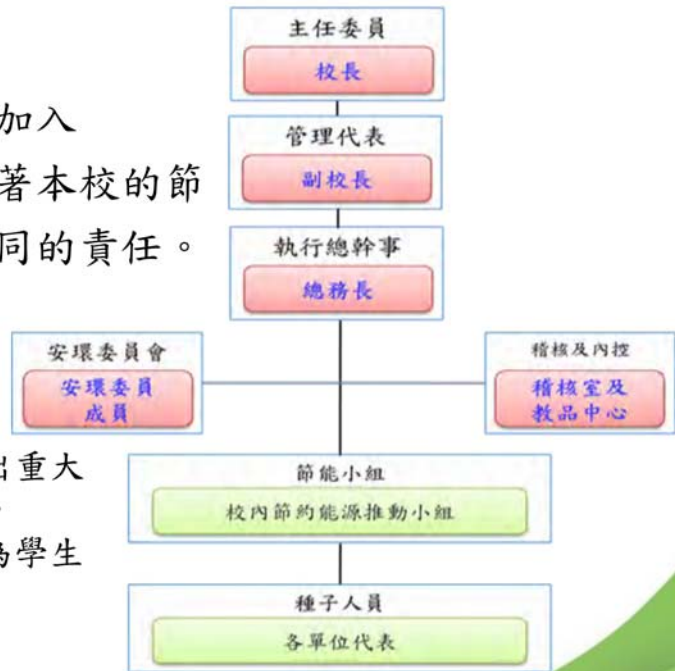 主任委員
校長
加入
管理代表
著本校的節
副校長
同的責任。
執行總幹事
總務長
安環委員會
安環委員
成員
稽核及內控
稽核室及
教品中心
出重大
節能小組
校內節約能源推動小組
為學生
種子人員
各單位代表